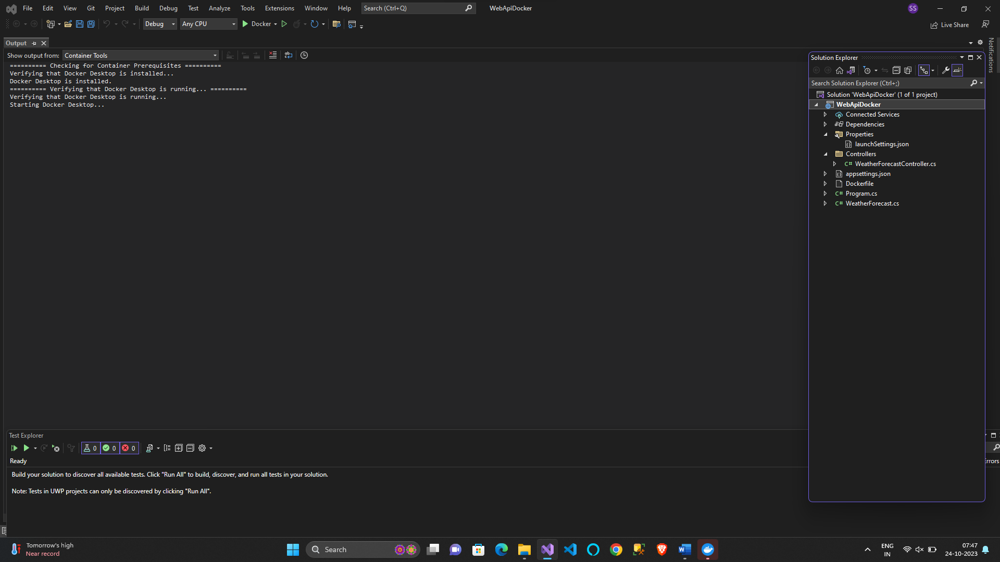 File Edit View Git Project Build Debug Test Analyze Tools Extensions Window Help Search (Ctrl+Q) WebApiDocker SS
Debug Any CPU Docker Live Share
Output
Notifications
Show output from: Container Tools
========== Checking for Container Prerequisites ==========
Verifying that Docker Desktop is installed...
Docker Desktop is installed.
========== Verifying that Docker Desktop is running... ==========
Verifying that Docker Desktop is running...
Starting Docker Desktop...
Solution Explorer
Search Solution Explorer (Ctrl+;)
Solution 'WebApiDocker' (1 of 1 project)
WebApiDocker
Connected Services
Dependencies
Properties
launchSettings.json
Controllers
C# WeatherForecastController.cs
appsettings.json
Dockerfile
C# Program.cs
C# WeatherForecast.cs
Test Explorer
0 0 0
Ready
Errors
Build your solution to discover all available tests. Click "Run All" to build, discover, and run all tests in your solution.
Note: Tests in UWP projects can only be discovered by clicking "Run All".
Tomorrow's high
Near record
Search
ENG
IN
07:47
24-10-2023